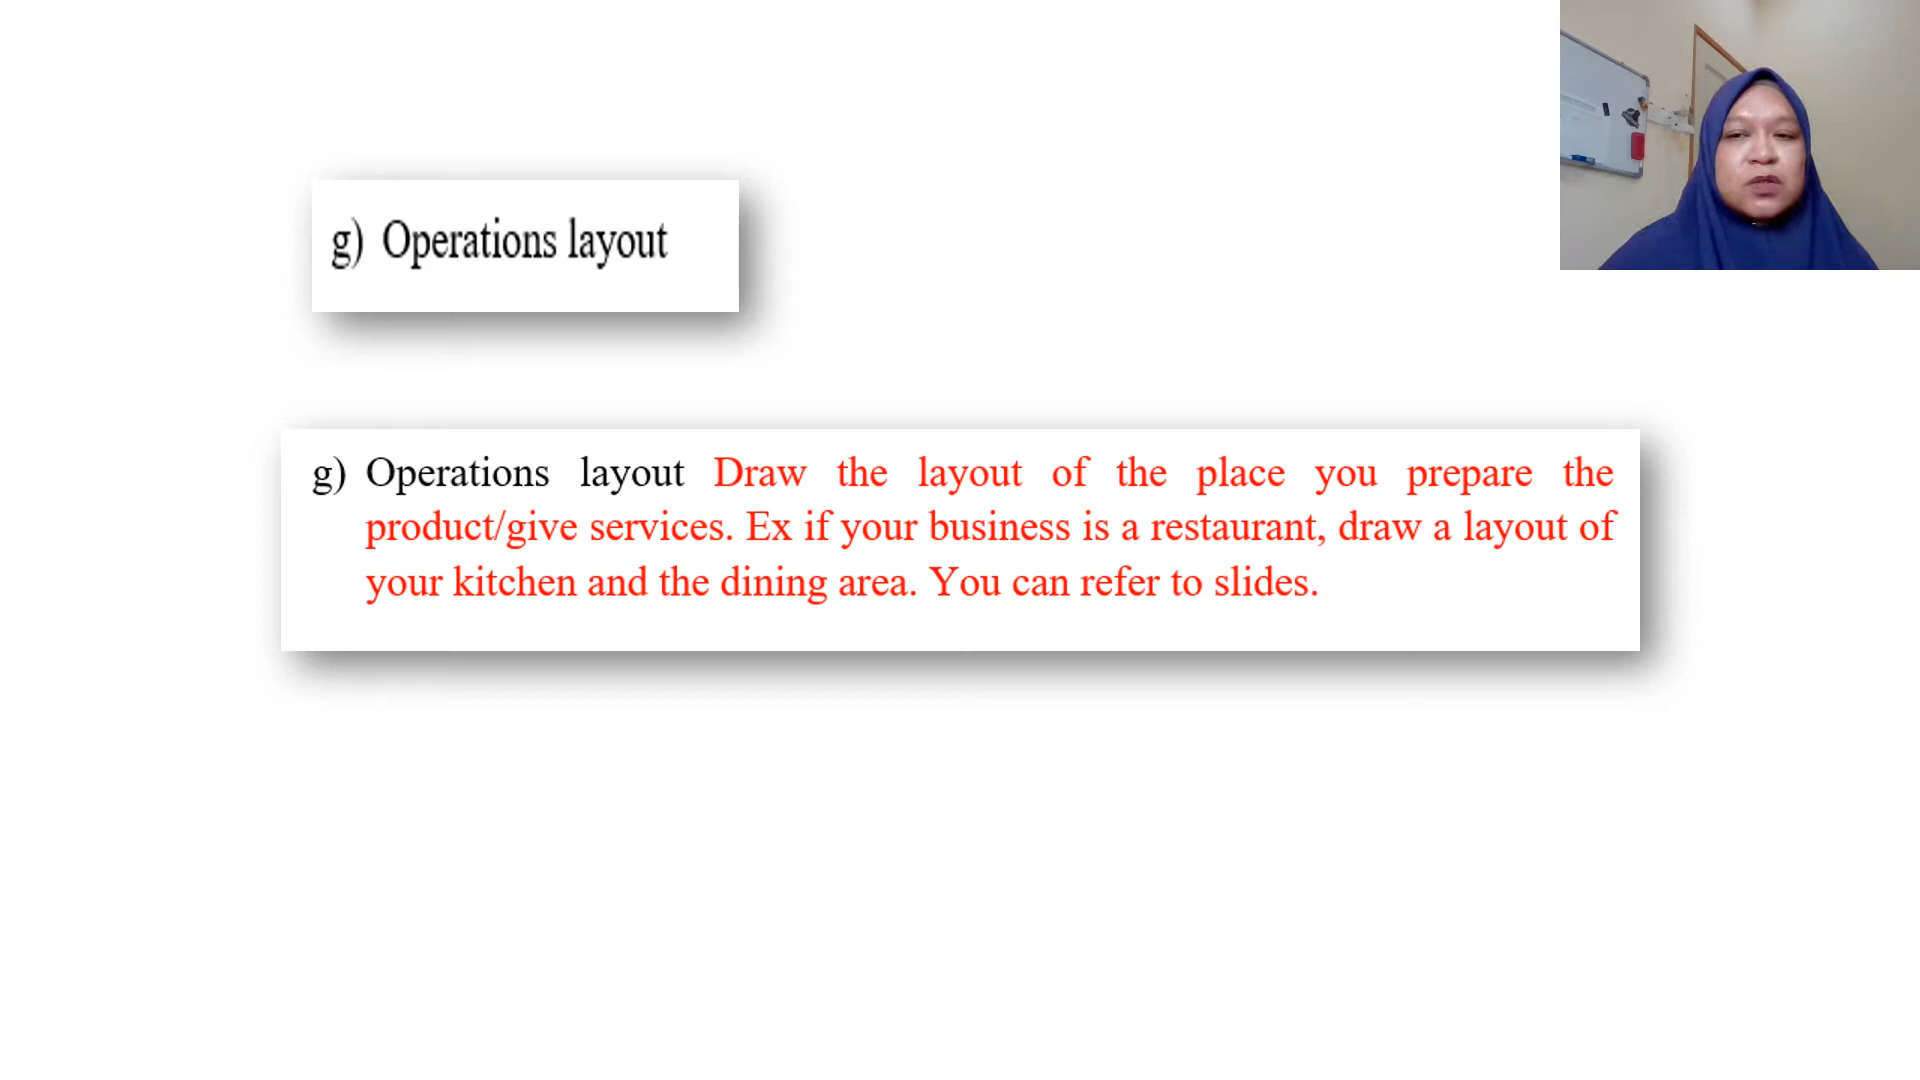 g) Operations layout
g) Operations layout Draw the layout of the place you prepare the
product/give services. Ex if your business is a restaurant, draw a layout of
your kitchen and the dining area. You can refer to slides.